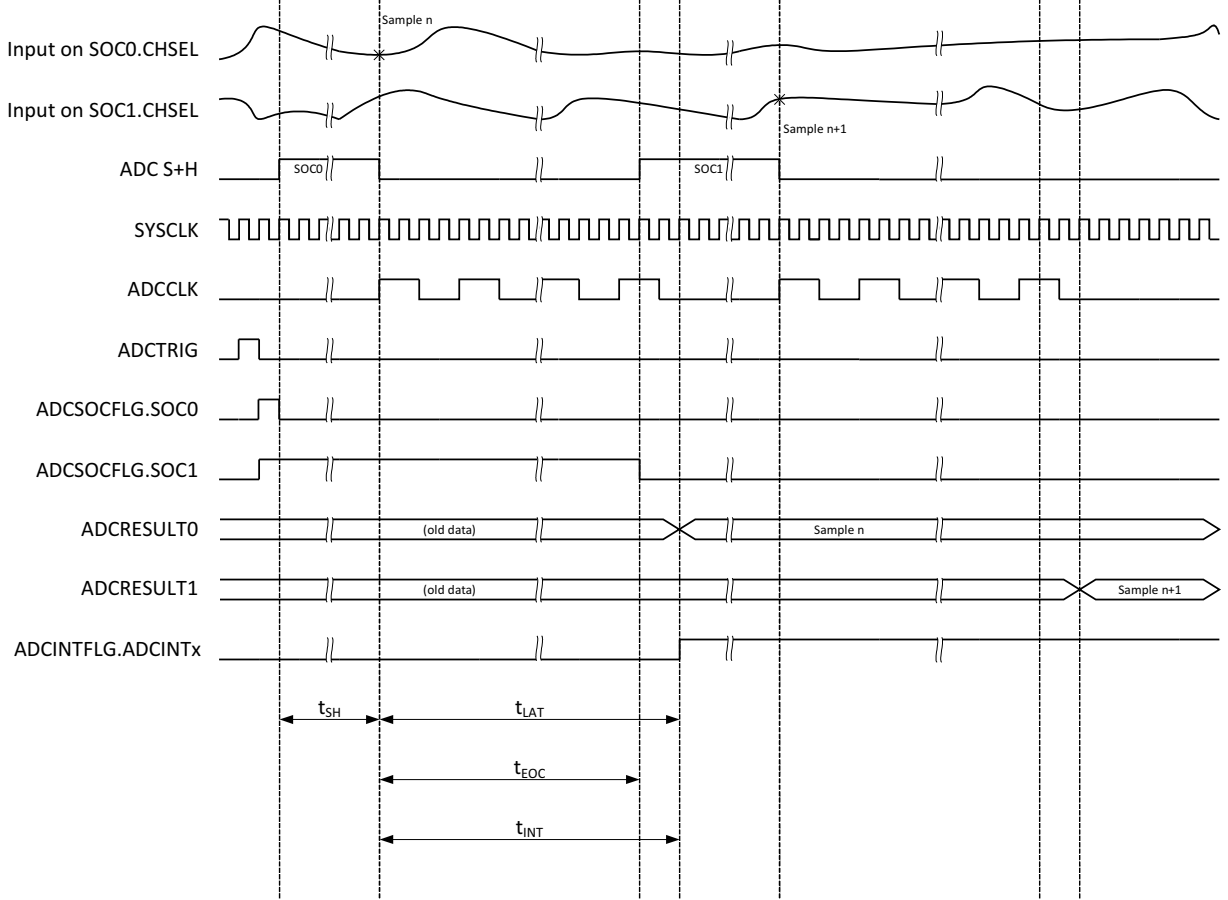 Sample n
Input on SOC0.CHSEL
Input on SOC1.CHSEL
Sample n+1
ADC S+H
SOC0
SOC1
SYSCLK
ADCCLK
ADCTRIG
ADCSOCFLG.SOC0
ADCSOCFLG.SOC1
ADCRESULT0
(old data)
Sample n
ADCRESULT1
(old data)
Sample n+1
ADCINTFLG.ADCINTx
tSH
tLAT
tEOC
tINT